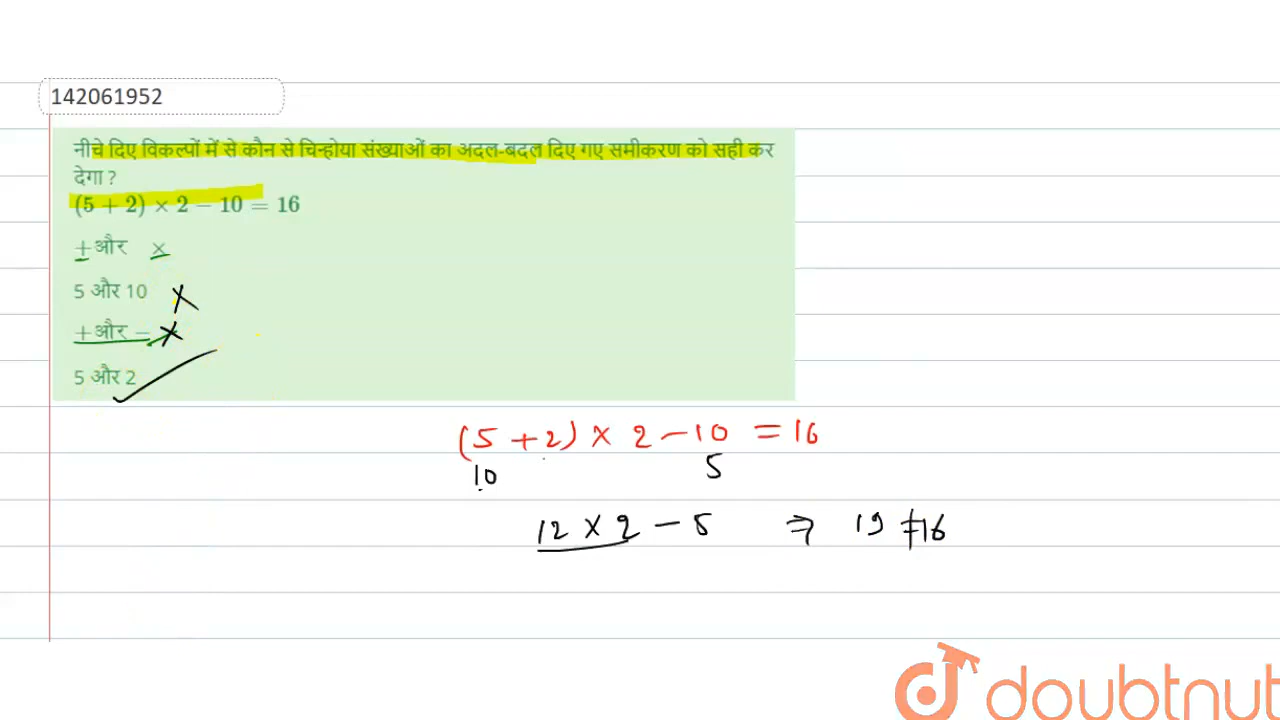 142061952
नीचे दिए विकल्पों में से कौन से चिन्होया संख्याओं का अदल-बदल दिए गए समीकरण को सही कर
देगा ?
(5 + 2) × 2 − 10 = 16
+ और ×
5 और 10 ×
+ और − ×
5 और 2 ✓
(5 + 2) × 2 − 10 = 16
10 5
12 × 2 − 5 ⇒ 19 ≠ 16
doubtnut